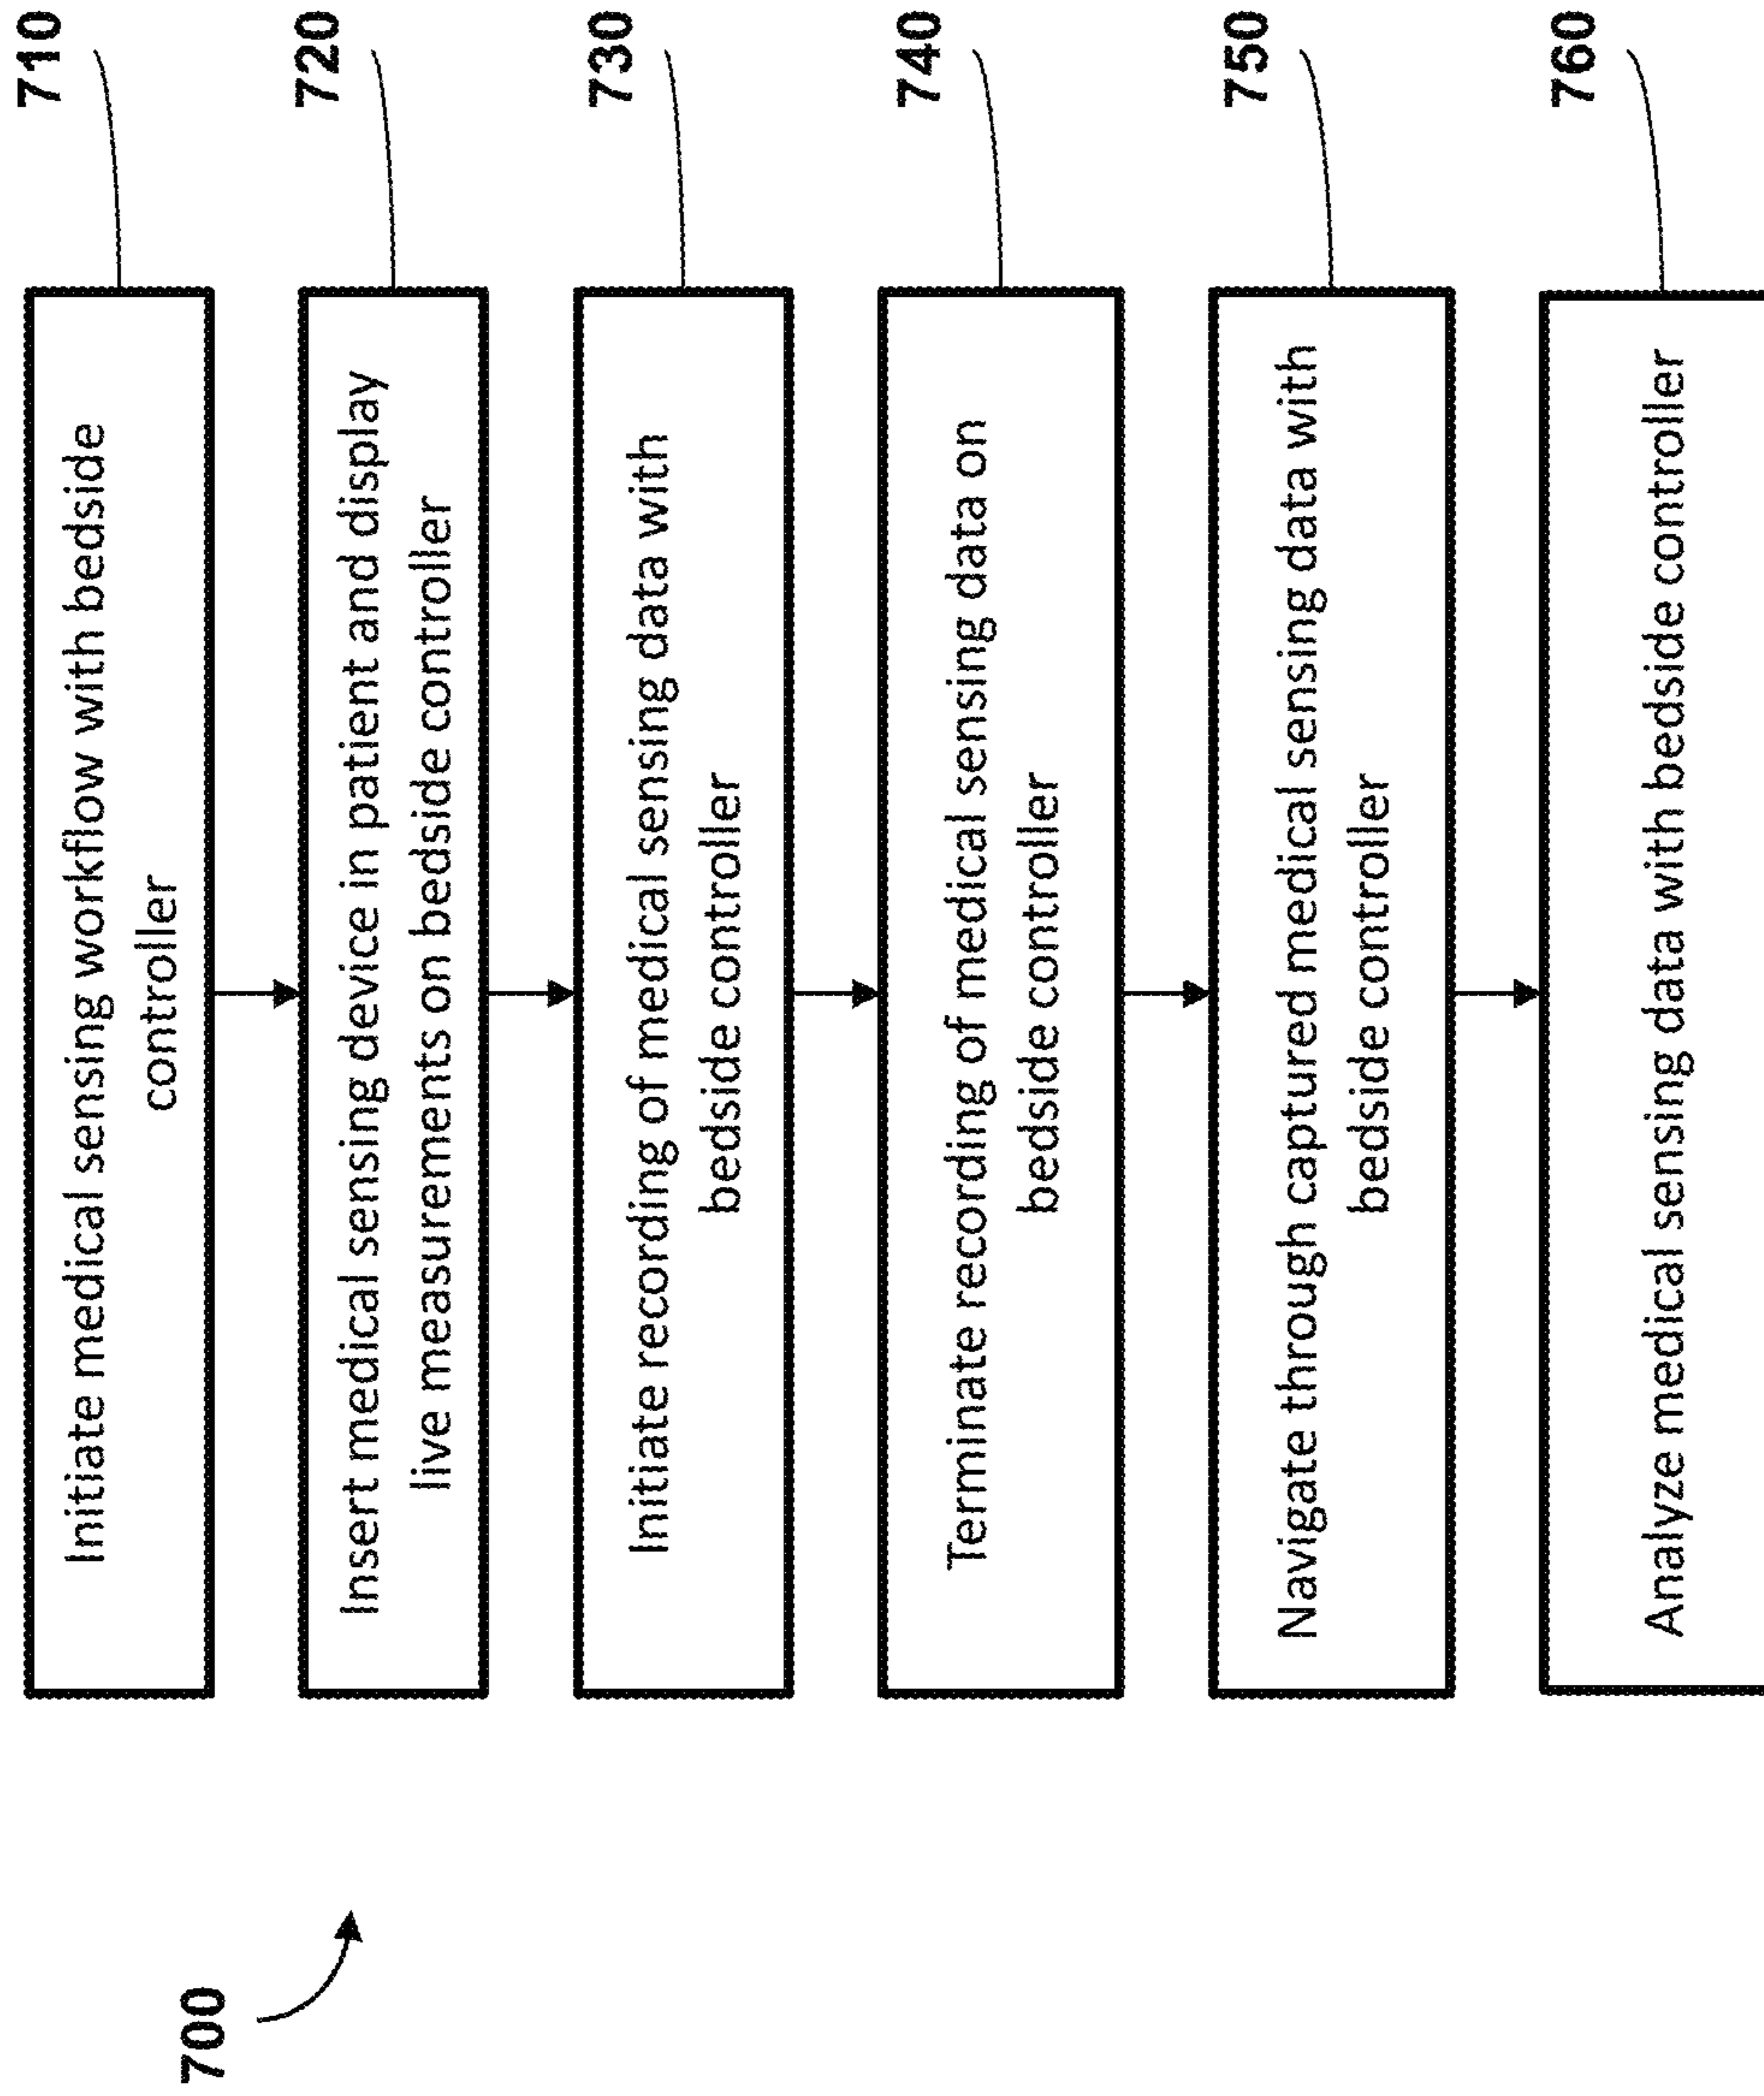 700
Initiate medical sensing workflow with bedside
controller
710
Insert medical sensing device in patient and display
live measurements on bedside controller
720
Initiate recording of medical sensing data with
bedside controller
730
Terminate recording of medical sensing data on
bedside controller
740
Navigate through captured medical sensing data with
bedside controller
750
Analyze medical sensing data with bedside controller
760